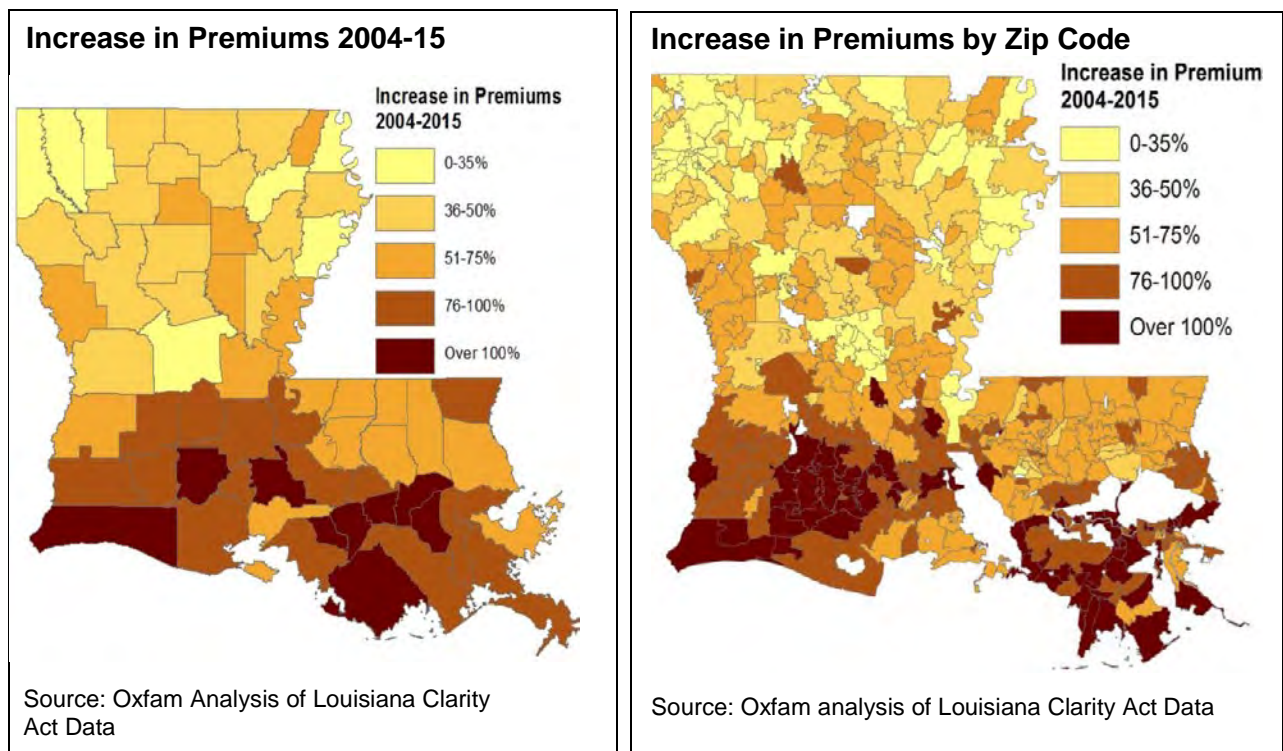 Increase in Premiums 2004-15
Increase in Premiums
2004-2015
0-35%
36-50%
51-75%
76-100%
Over 100%
Source: Oxfam Analysis of Louisiana Clarity
Act Data
Increase in Premiums by Zip Code
Increase in Premium
2004-2015
0-35%
36-50%
51-75%
76-100%
Over 100%
Source: Oxfam analysis of Louisiana Clarity Act Data